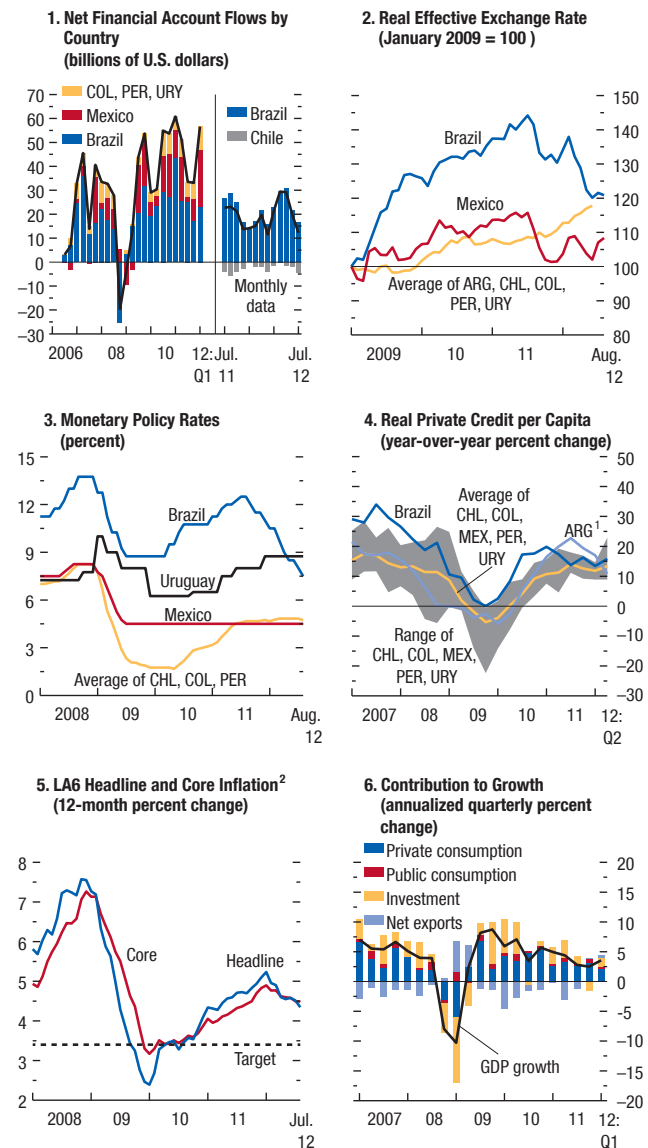 1. Net Financial Account Flows by
Country
(billions of U.S. dollars)
COL, PER, URY
Mexico
Brazil
Brazil
Chile
Monthly
data
70
60
50
40
30
20
10
0
–10
–20
–30
2006
08
10
12:
Q1
Jul.
11
Jul.
12
2. Real Effective Exchange Rate
(January 2009 = 100 )
150
140
130
120
110
100
90
80
Brazil
Mexico
Average of ARG, CHL, COL,
PER, URY
2009
10
11
Aug.
12
3. Monetary Policy Rates
(percent)
15
12
9
6
3
0
Brazil
Uruguay
Mexico
Average of CHL, COL, PER
2008
09
10
11
Aug.
12
4. Real Private Credit per Capita
(year-over-year percent change)
50
40
30
20
10
0
–10
–20
–30
Brazil
Average of
CHL, COL,
MEX, PER,
URY
ARG1
Range of
CHL, COL, MEX,
PER, URY
2007
08
09
10
11
12:
Q2
5. LA6 Headline and Core Inflation2
(12-month percent change)
8
7
6
5
4
3
2
Core
Headline
Target
2008
09
10
11
Jul.
12
6. Contribution to Growth
(annualized quarterly percent
change)
Private consumption
Public consumption
Investment
Net exports
20
15
10
5
0
–5
–10
–15
–20
GDP growth
2007
08
09
10
11
12:
Q1